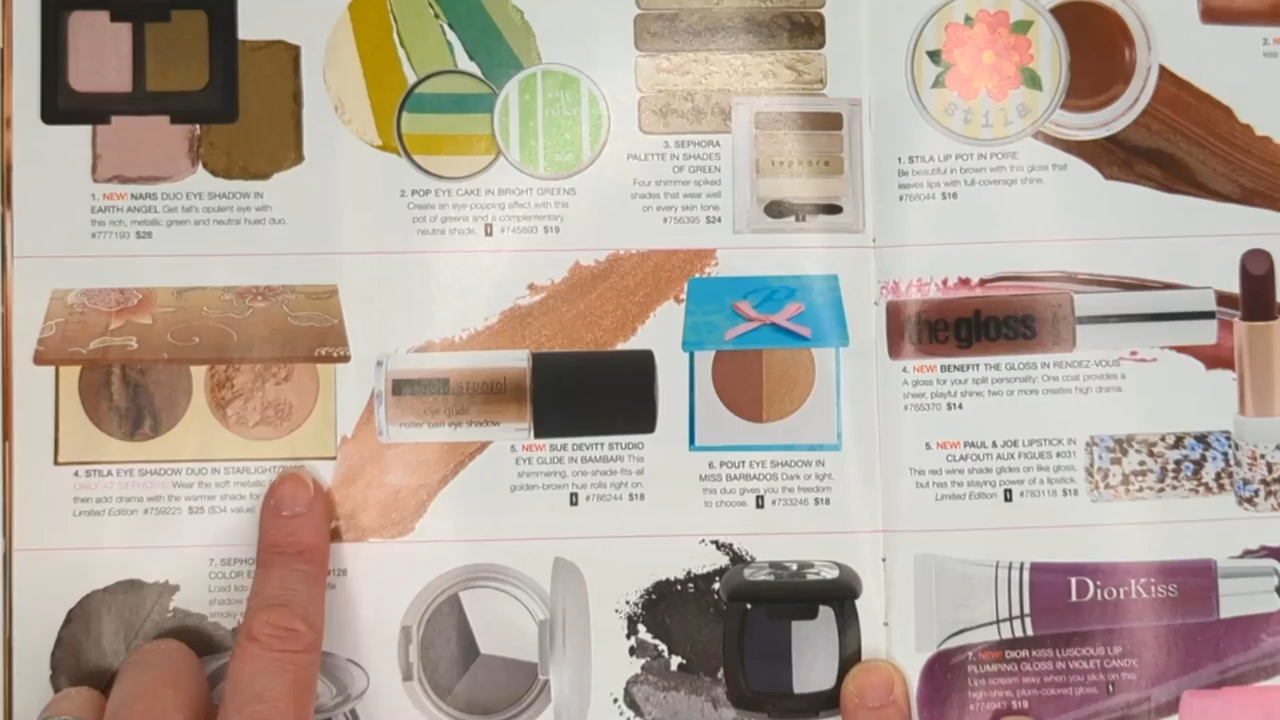 1. NEW! NARS DUO EYE SHADOW IN
EARTH ANGEL Get fall's opulent eye with
this rich, metallic green and neutral hued duo.
#777193 $28
2. POP EYE CAKE IN BRIGHT GREENS
Create an eye-popping effect with this
pot of greens and a complementary
neutral shade. #745893 $19
3. SEPHORA
PALETTE IN SHADES
OF GREEN
Four shimmer-spiked
shades that wear well
on every skin tone.
#756395 $24
sephora
stila
1. STILA LIP POT IN POIRE
Be beautiful in brown with this gloss that
leaves lips with full-coverage shine.
#768044 $16
2. N
4. STILA EYE SHADOW DUO IN STARLIGHT/
ONLY AT SEPHORA! Wear the soft metallic
then add drama with the warmer shade for
Limited Edition #759225 $25 ($34 value)
STUDIO
eye glide
roller ball eye shadow
5. NEW! SUE DEVITT STUDIO
EYE GLIDE IN BAMBARI This
shimmering, one-shade-fits-all
golden-brown hue rolls right on.
#786244 $18
6. POUT EYE SHADOW IN
MISS BARBADOS Dark or light,
this duo gives you the freedom
to choose. #733246 $18
the gloss
4. NEW! BENEFIT THE GLOSS IN RENDEZ-VOUS
A gloss for your split personality: One coat provides a
sheer, playful shine; two or more creates high drama.
#765370 $14
5. NEW! PAUL & JOE LIPSTICK IN
CLAFOUTI AUX FIGUES #031
This red wine shade glides on like gloss,
but has the staying power of a lipstick.
Limited Edition #783118 $18
7. SEPHO
COLOR E #128
Load lids
shadow
smoky
DiorKiss
7. NEW! DIOR KISS LUSCIOUS LIP
PLUMPING GLOSS IN VIOLET CANDY
Lips scream sexy when you slick on this
high-shine, plum-colored gloss.
#774943 $19